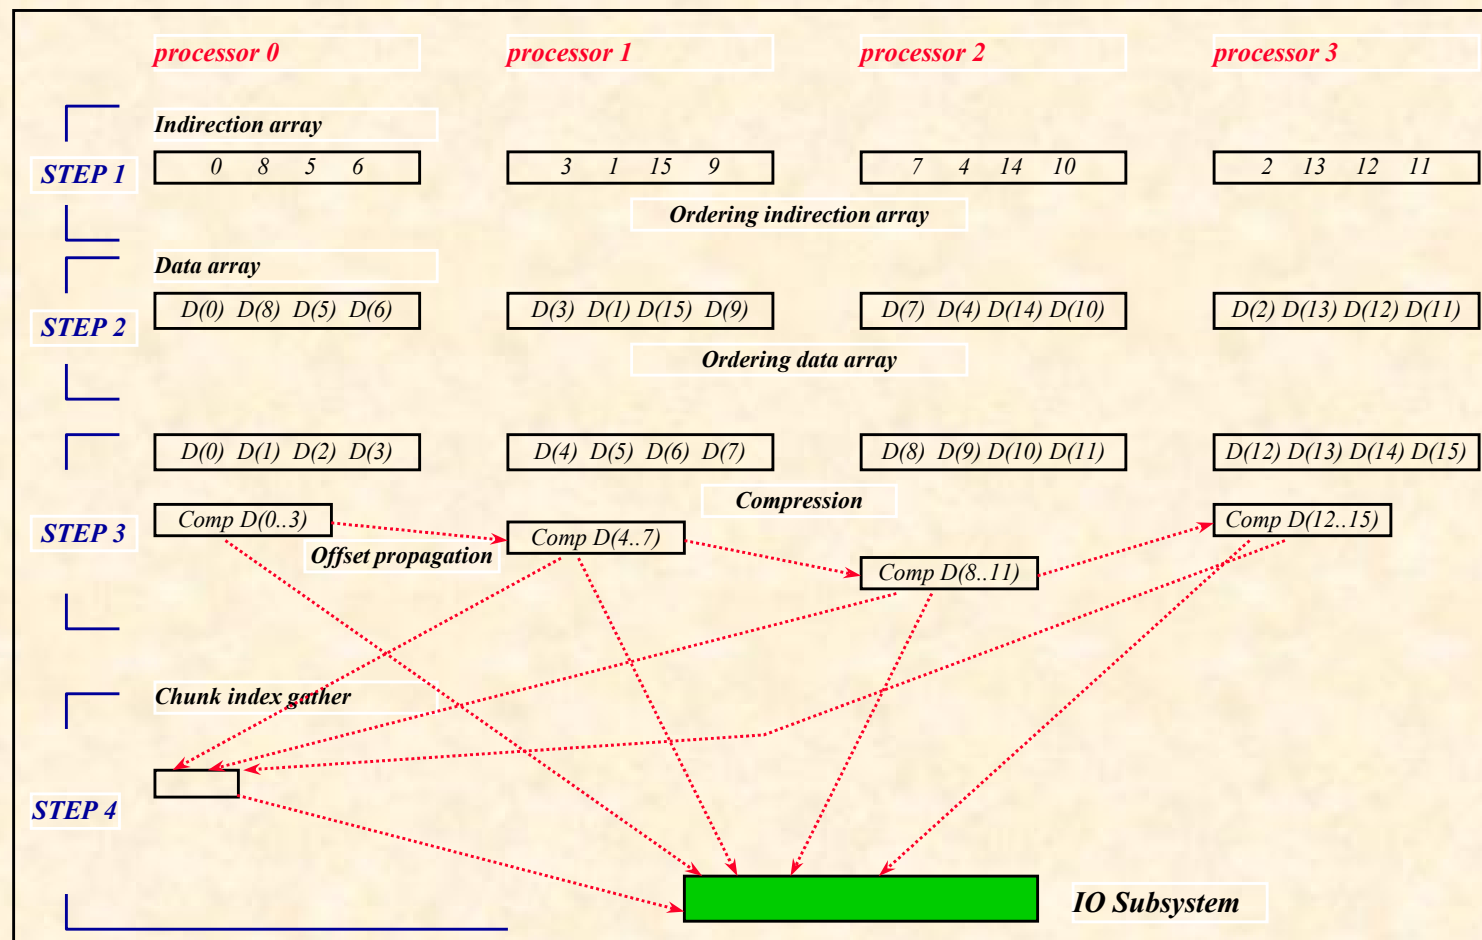 processor 0 processor 1 processor 2 processor 3
Indirection array
STEP 1 0 8 5 6 3 1 15 9 7 4 14 10 2 13 12 11
Ordering indirection array
Data array
STEP 2 D(0) D(8) D(5) D(6) D(3) D(1) D(15) D(9) D(7) D(4) D(14) D(10) D(2) D(13) D(12) D(11)
Ordering data array
D(0) D(1) D(2) D(3) D(4) D(5) D(6) D(7) D(8) D(9) D(10) D(11) D(12) D(13) D(14) D(15)
Compression
STEP 3 Comp D(0..3) Comp D(4..7) Comp D(8..11) Comp D(12..15)
Offset propagation
Chunk index gather
STEP 4
IO Subsystem